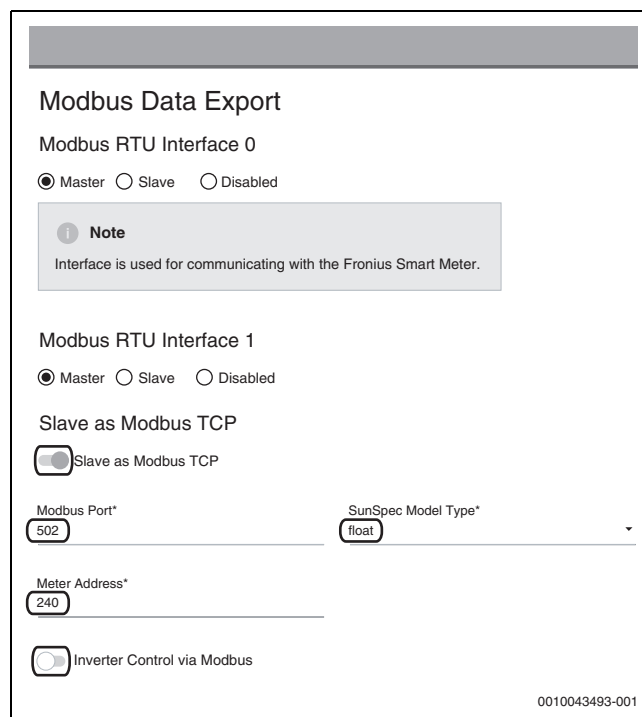 Modbus Data Export
Modbus RTU Interface 0
Master Slave Disabled
i Note
Interface is used for communicating with the Fronius Smart Meter.
Modbus RTU Interface 1
Master Slave Disabled
Slave as Modbus TCP
Slave as Modbus TCP
Modbus Port* SunSpec Model Type*
502 float
Meter Address*
240
Inverter Control via Modbus
0010043493-001